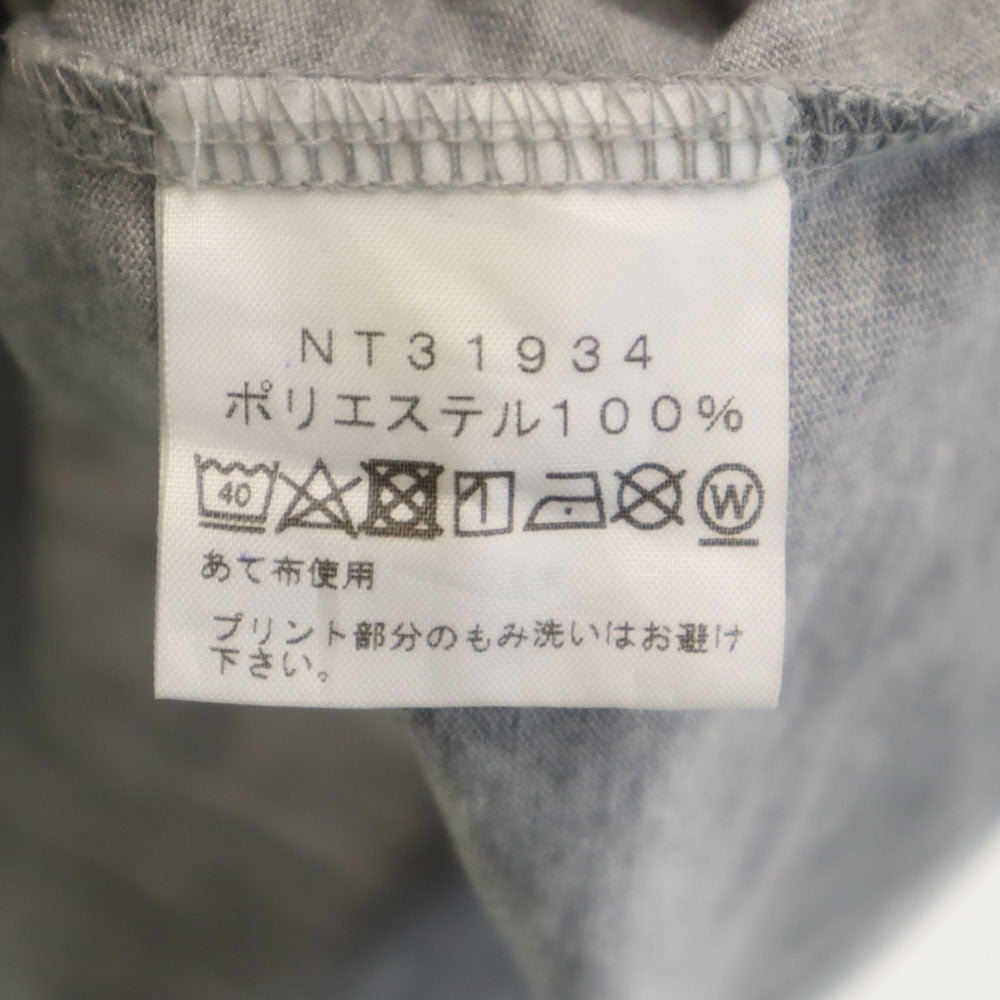 NT31934
ポリエステル100%
40 W
あて布使用
プリント部分のもみ洗いはお避け
下さい。